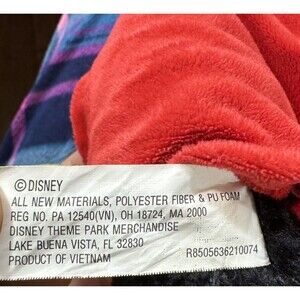 ©DISNEY
ALL NEW MATERIALS, POLYESTER FIBER & PU FOAM
REG NO. PA 12540(VN), OH 18724, MA 2000
DISNEY THEME PARK MERCHANDISE
LAKE BUENA VISTA, FL 32830
PRODUCT OF VIETNAM
R8505636210074